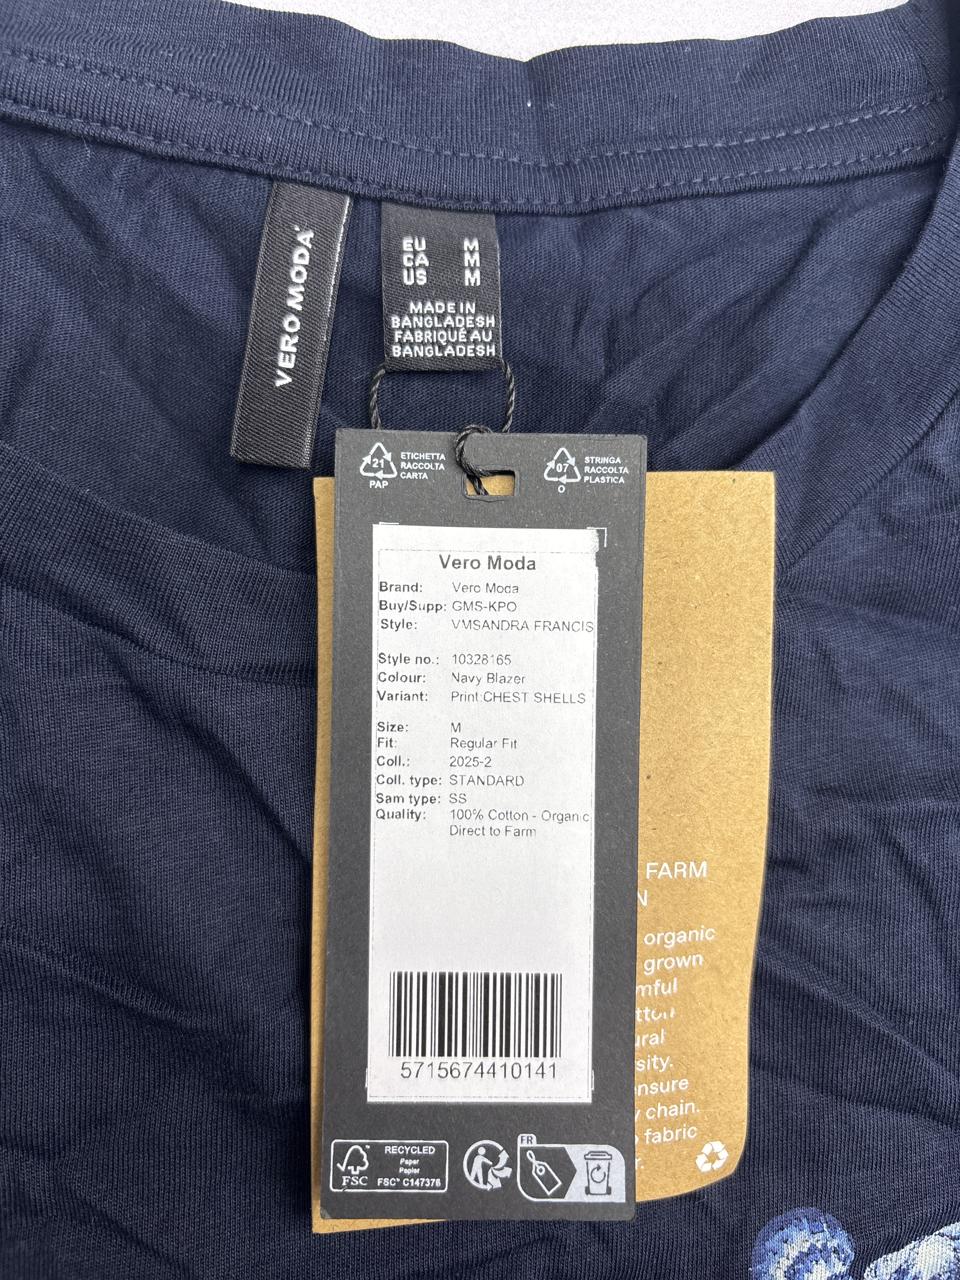 VERO MODA
EU M
CA M
US M
MADE IN
BANGLADESH
FABRIQUÉ AU
BANGLADESH
21
PAP
ETICHETTA
RACCOLTA
CARTA
07
O
STRINGA
RACCOLTA
PLASTICA
Vero Moda
Brand: Vero Moda
Buy/Supp: GMS-KPO
Style: VMSANDRA FRANCIS
Style no.: 10328165
Colour: Navy Blazer
Variant: Print:CHEST SHELLS
Size: M
Fit: Regular Fit
Coll.: 2025-2
Coll. type: STANDARD
Sam type: SS
Quality: 100% Cotton - Organic
Direct to Farm
5715674410141
FSC
RECYCLED
Paper
Papier
FSC® C147376
FR
FARM
N
organic
grown
mful
tton
ural
sity.
ensure
y chain.
fabric
r.